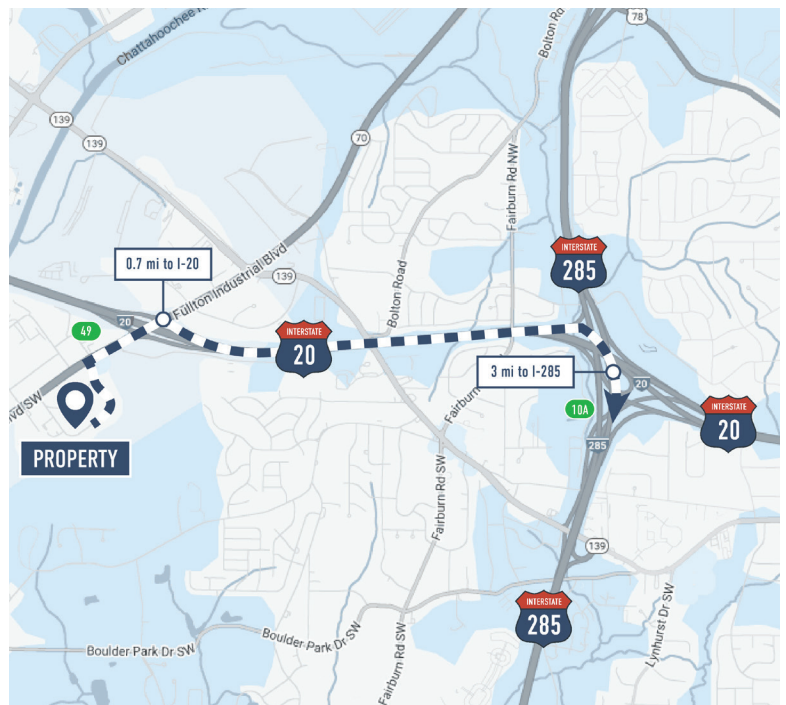 Chattahoochee R
78
Bolton Rd
139
70
139
Fairburn Rd NW
0.7 mi to I-20
Fullton Industrial Blvd
139
INTERSTATE
285
Bolton Road
20
49
INTERSTATE
20
3 mi to I-285
20
lvd SW
10A
Fairburn
INTERSTATE
20
285
PROPERTY
Fairburn Rd SW
139
INTERSTATE
285
Lynhurst Dr SW
Boulder Park Dr SW
Boulder Park Dr SW
Fairburn Rd SW